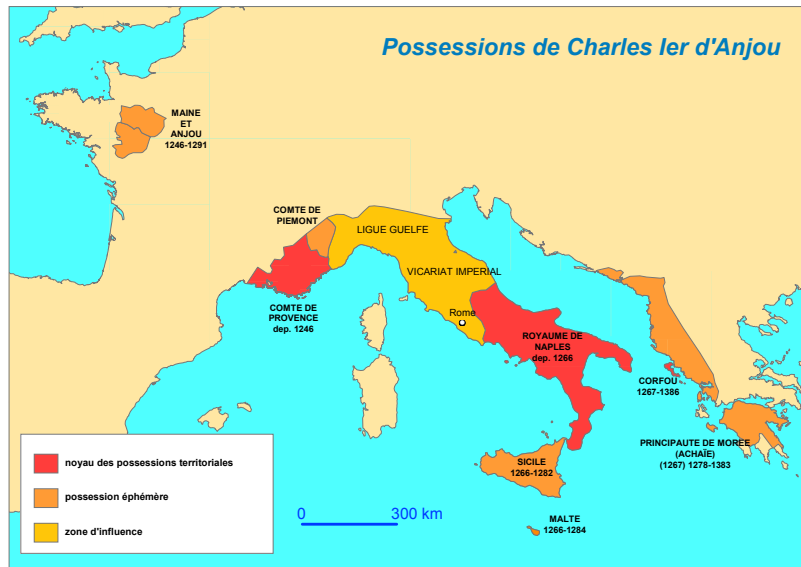 Possessions de Charles Ier d'Anjou
MAINE
ET
ANJOU
1246-1291
COMTE DE
PIEMONT
LIGUE GUELFE
VICARIAT IMPERIAL
Rome
COMTE DE
PROVENCE
dep. 1246
ROYAUME DE
NAPLES
dep. 1266
CORFOU
1267-1386
PRINCIPAUTE DE MOREE
(ACHAÏE)
(1267) 1278-1383
SICILE
1266-1282
MALTE
1266-1284
noyau des possessions territoriales
possession éphémère
zone d'influence
0 300 km